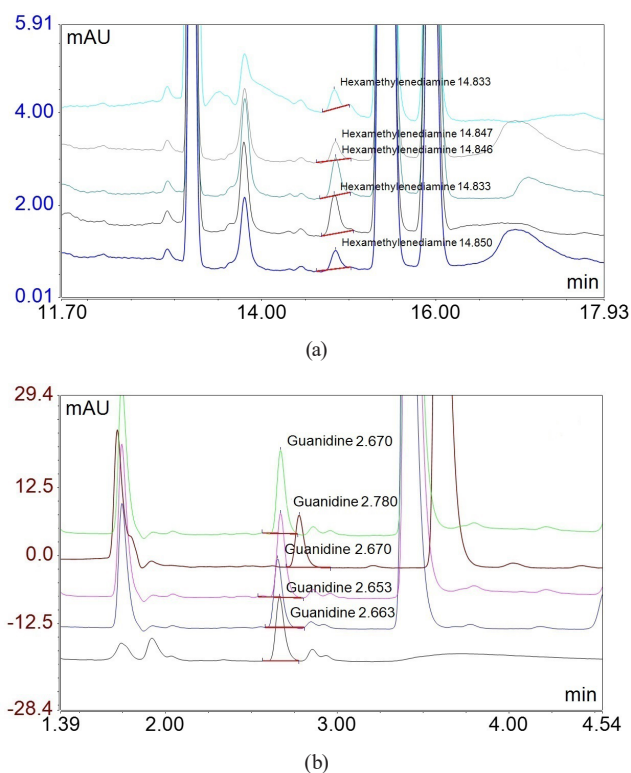 5.91
mAU
Hexamethylenediamine 14.833
4.00
Hexamethylenediamine 14.847
Hexamethylenediamine 14.846
Hexamethylenediamine 14.833
2.00
Hexamethylenediamine 14.850
min
0.01
11.70 14.00 16.00 17.93
(a)
29.4
mAU
Guanidine 2.670
12.5
Guanidine 2.780
0.0
Guanidine 2.670
Guanidine 2.653
-12.5
Guanidine 2.663
min
-28.4
1.39 2.00 3.00 4.00 4.54
(b)